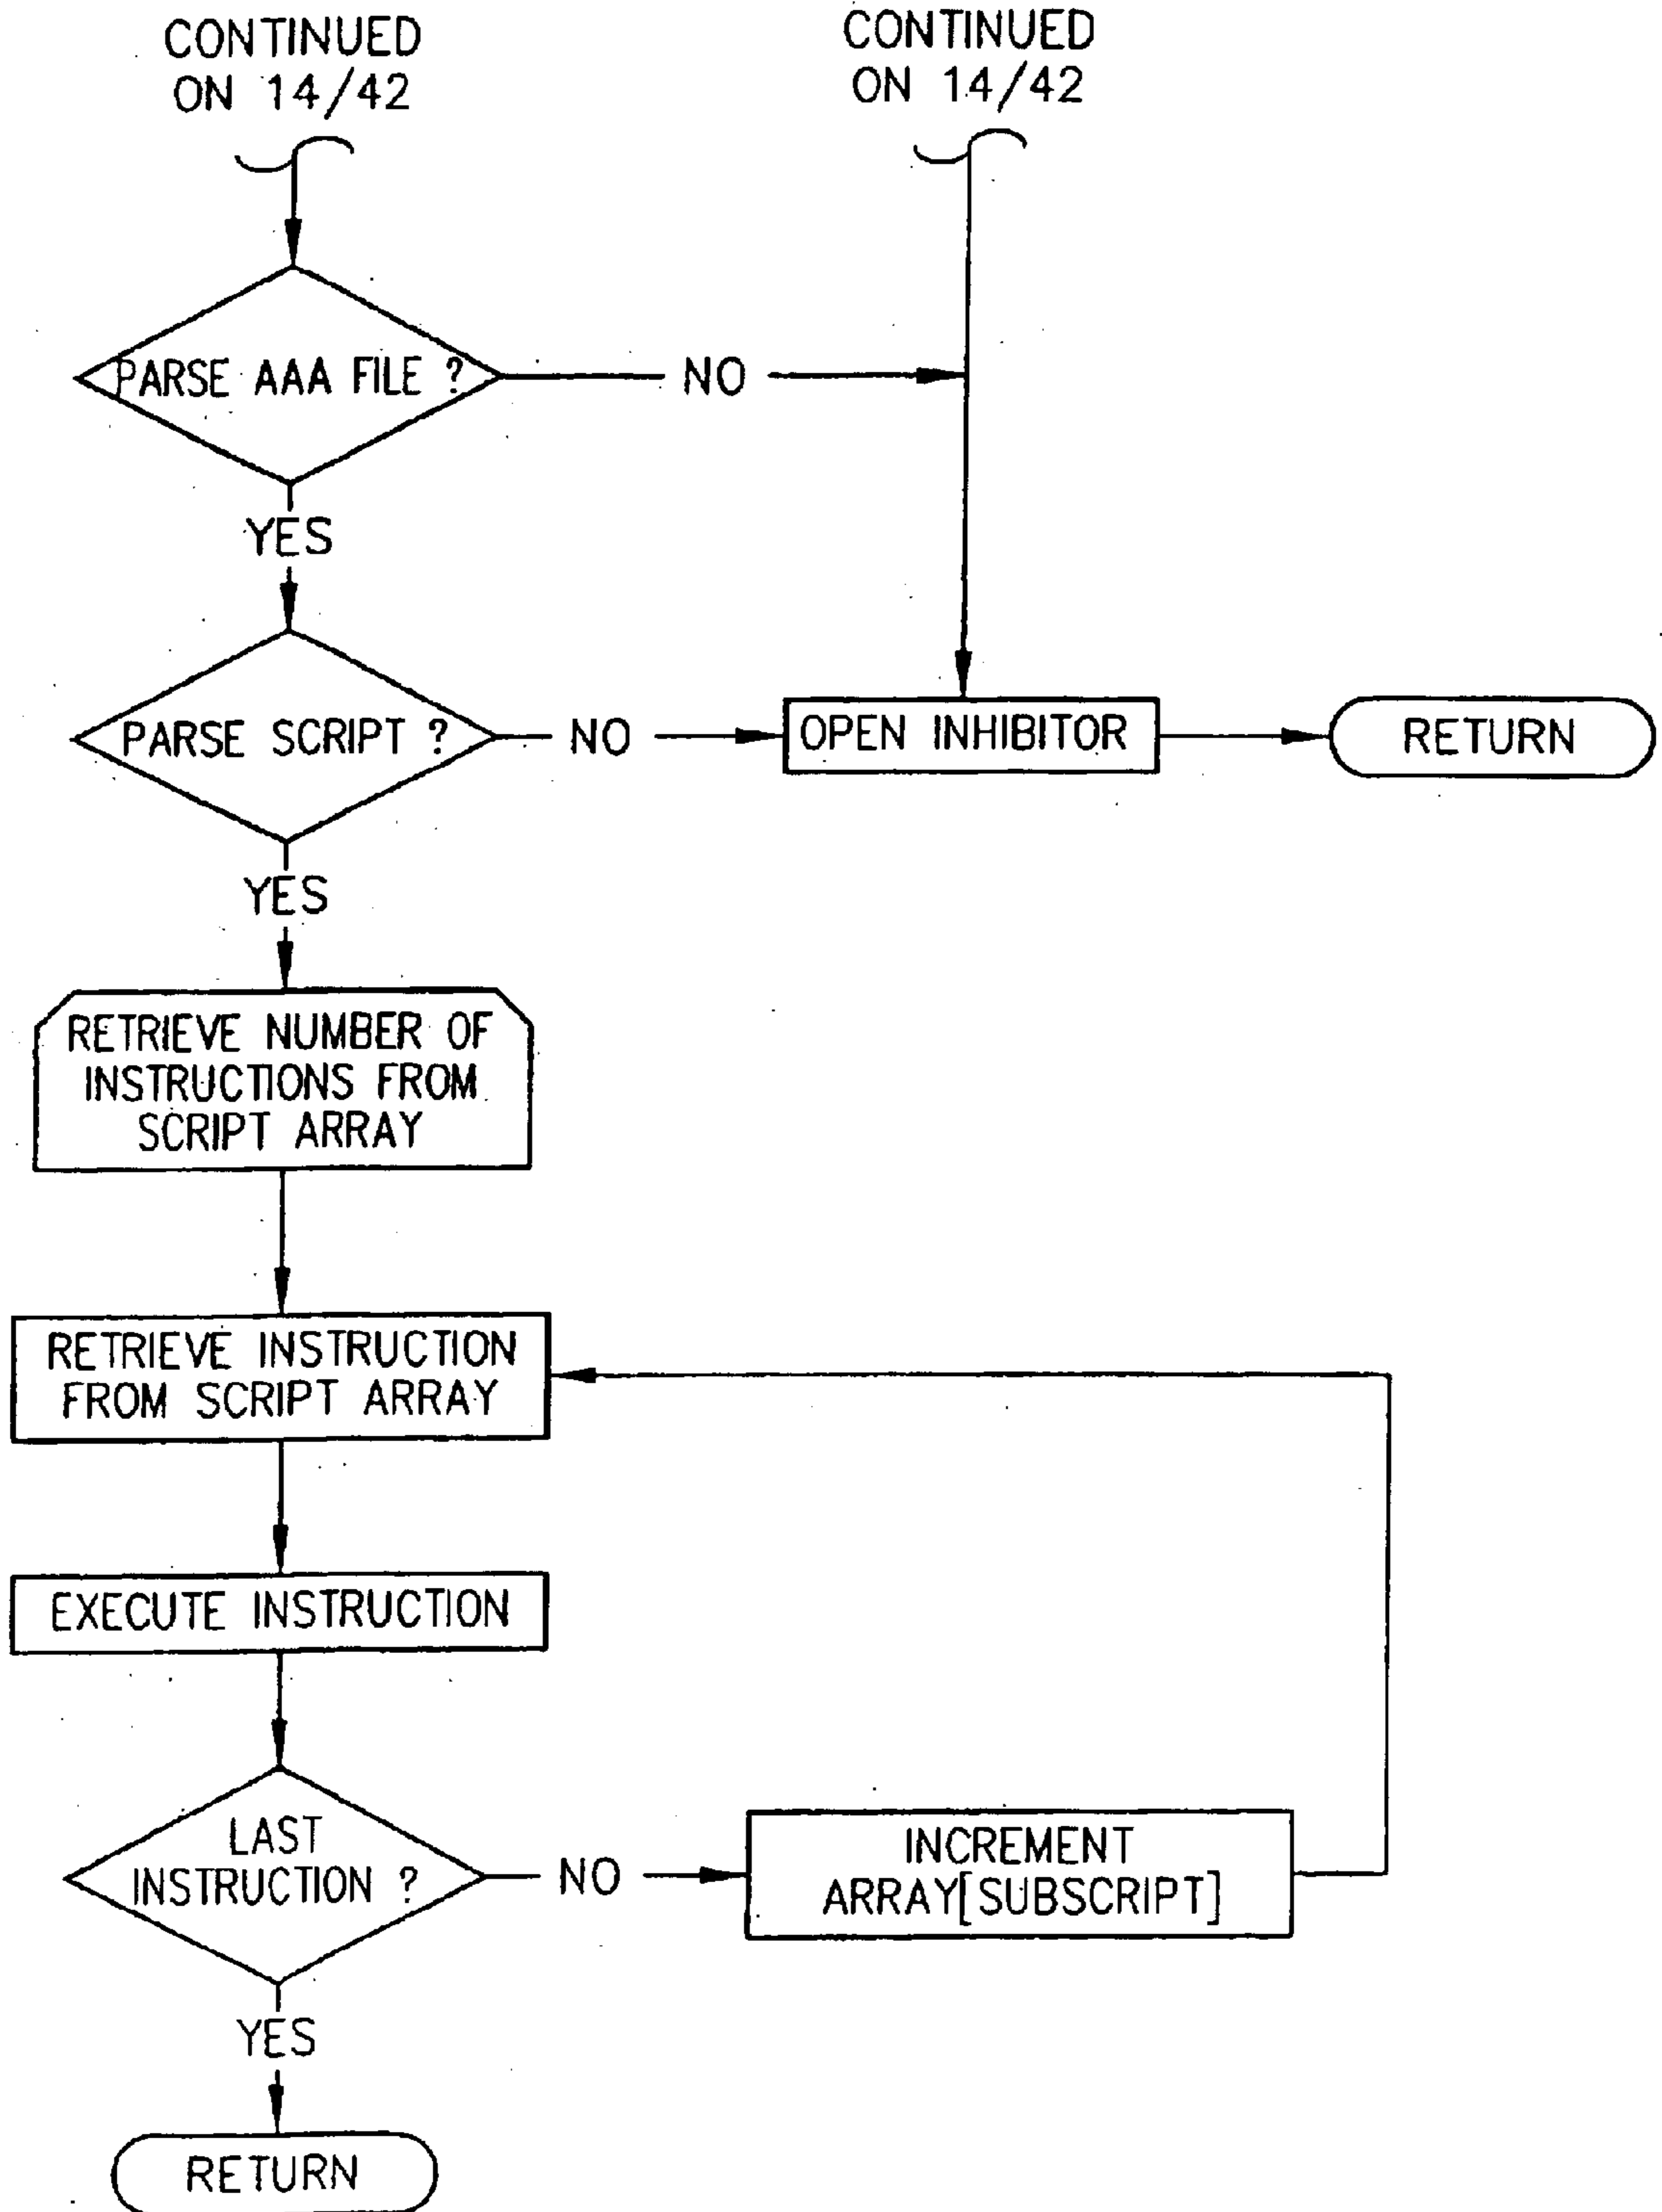 CONTINUED
ON 14/42
CONTINUED
ON 14/42
PARSE AAA FILE ?
NO
YES
PARSE SCRIPT ?
NO
OPEN INHIBITOR
RETURN
YES
RETRIEVE NUMBER OF
INSTRUCTIONS FROM
SCRIPT ARRAY
RETRIEVE INSTRUCTION
FROM SCRIPT ARRAY
EXECUTE INSTRUCTION
LAST
INSTRUCTION ?
NO
INCREMENT
ARRAY[SUBSCRIPT]
YES
RETURN